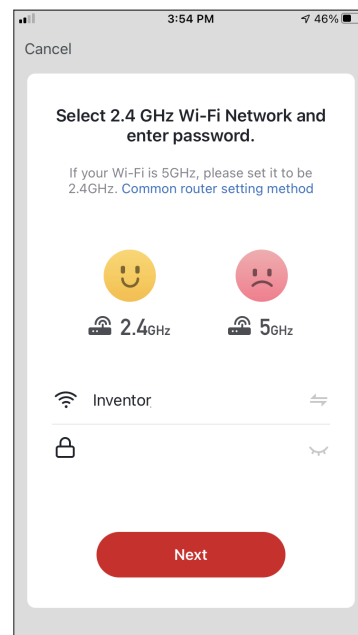 3:54 PM
46%
Cancel
Select 2.4 GHz Wi-Fi Network and
enter password.
If your Wi-Fi is 5GHz, please set it to be
2.4GHz. Common router setting method
2.4GHz
5GHz
Inventor
Next